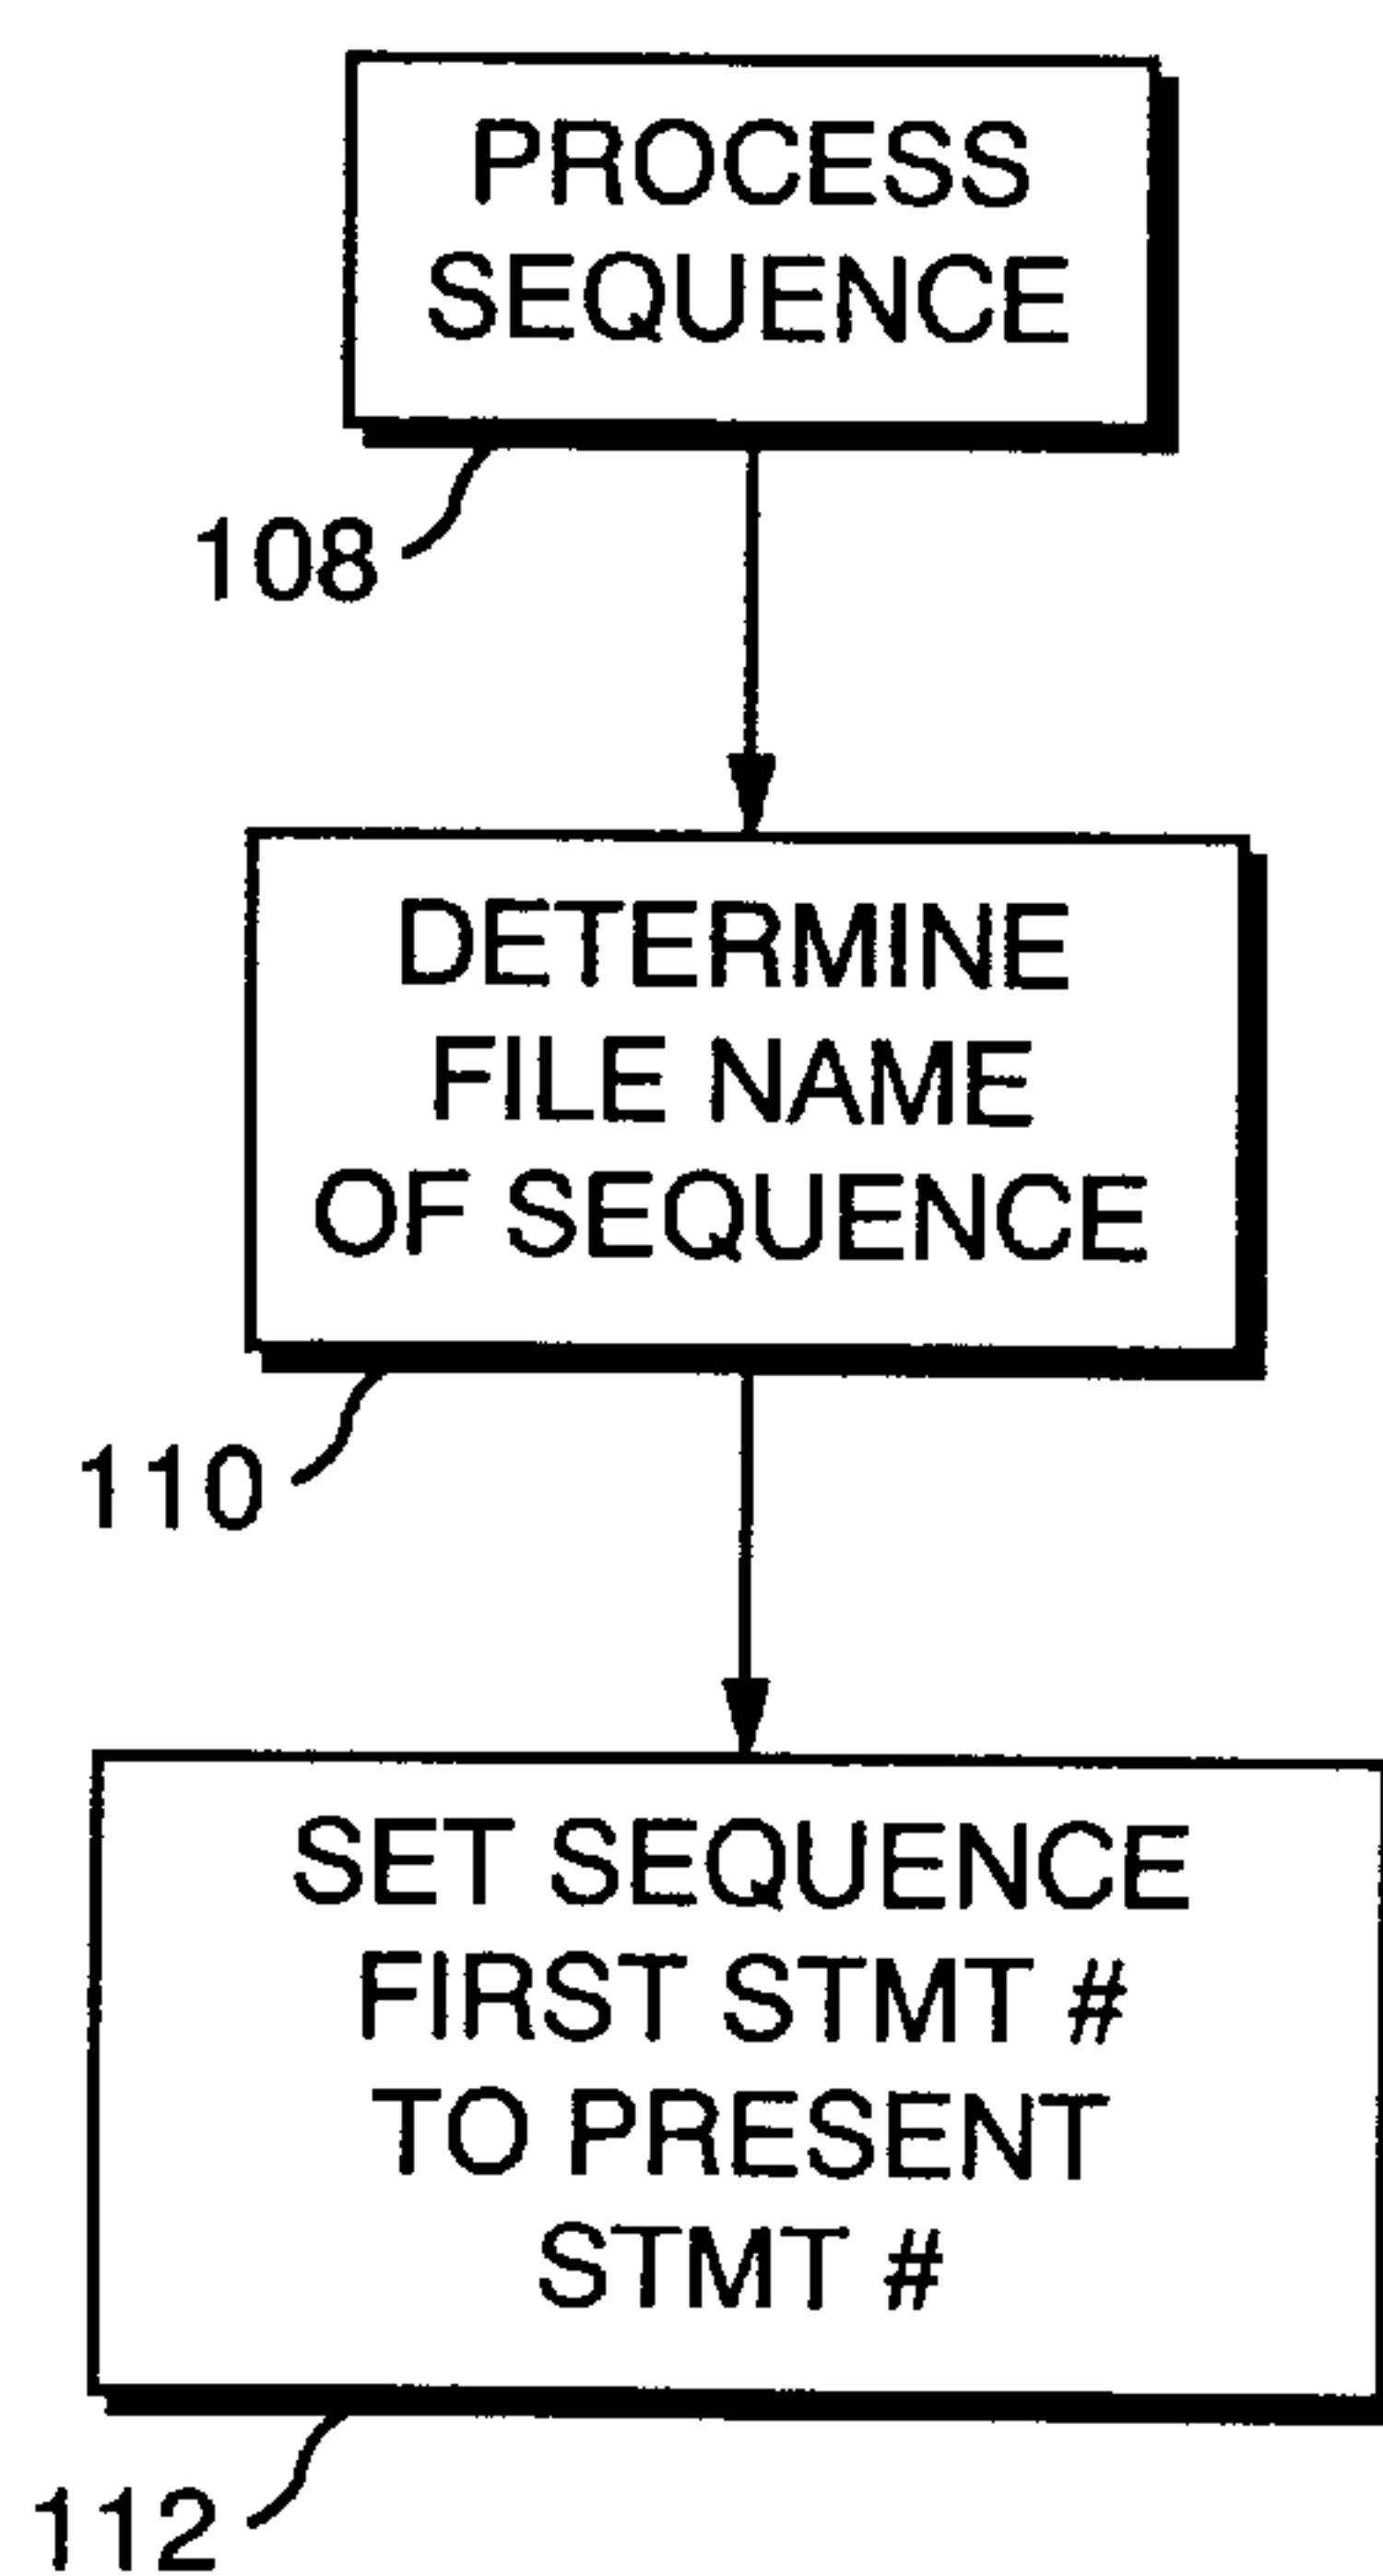 PROCESS
SEQUENCE
108
DETERMINE
FILE NAME
OF SEQUENCE
110
SET SEQUENCE
FIRST STMT #
TO PRESENT
STMT #
112